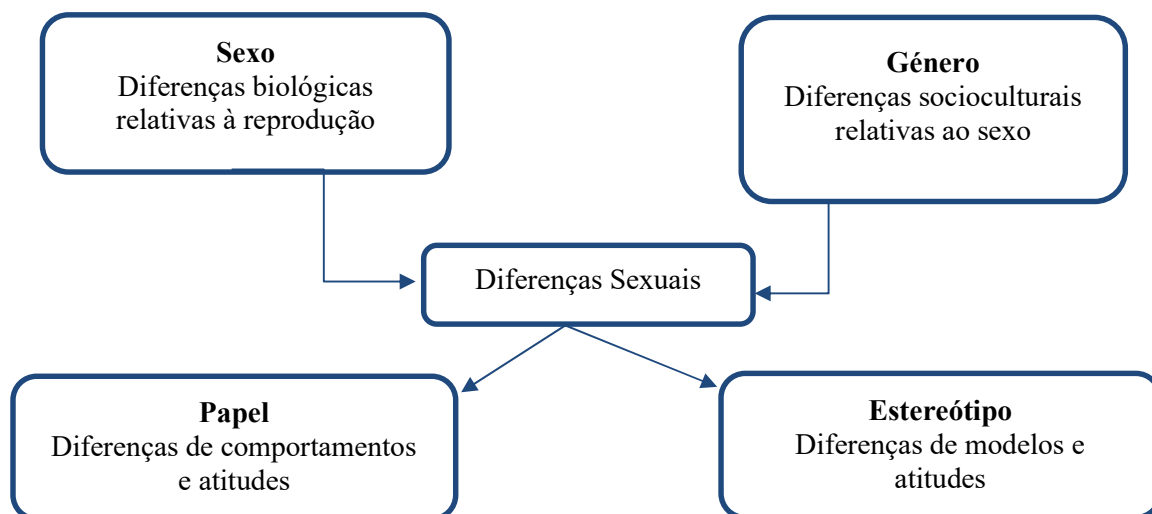 Sexo
Diferenças biológicas
relativas à reprodução
Género
Diferenças socioculturais
relativas ao sexo
Diferenças Sexuais
Papel
Diferenças de comportamentos
e atitudes
Estereótipo
Diferenças de modelos e
atitudes